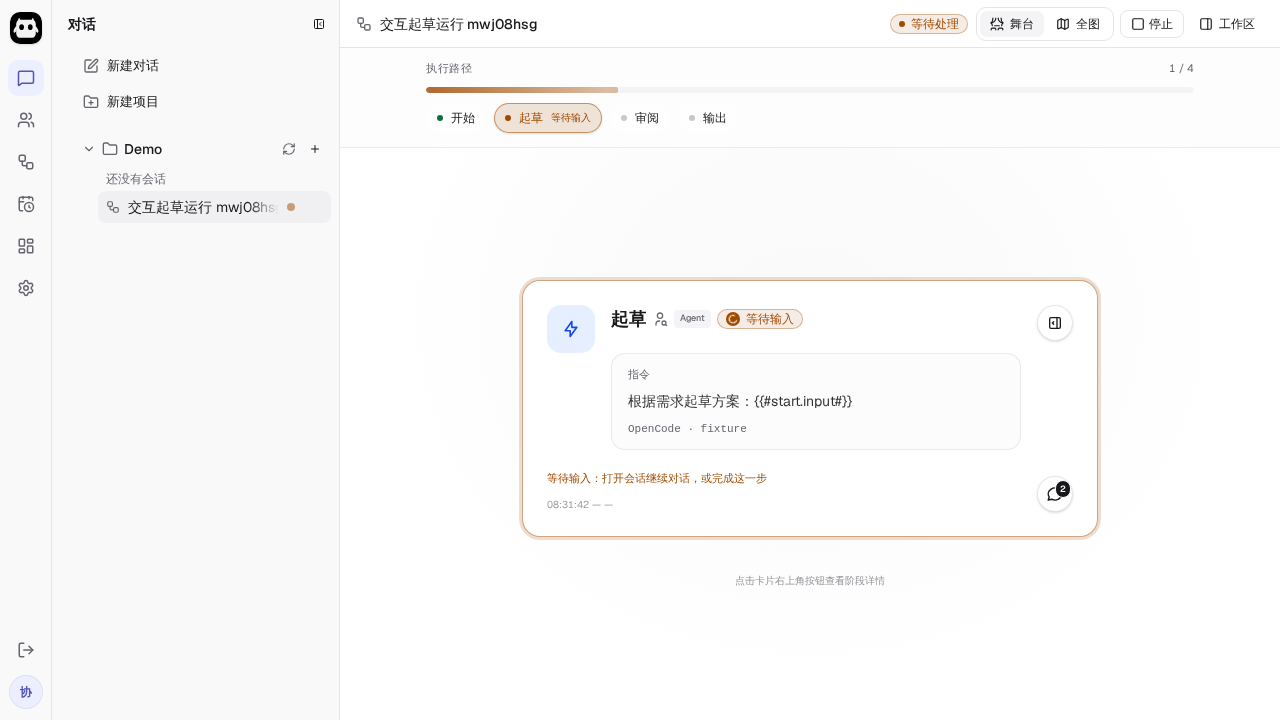 对话
新建对话
新建项目
Demo
还没有会话
交互起草运行 mwj08hs
协
交互起草运行 mwj08hsg
等待处理
舞台
全图
停止
工作区
执行路径
1 / 4
开始
起草 等待输入
审阅
输出
起草
Agent
等待输入
指令
根据需求起草方案：{{#start.input#}}
OpenCode · fixture
等待输入：打开会话继续对话，或完成这一步
08:31:42 — —
2
点击卡片右上角按钮查看阶段详情